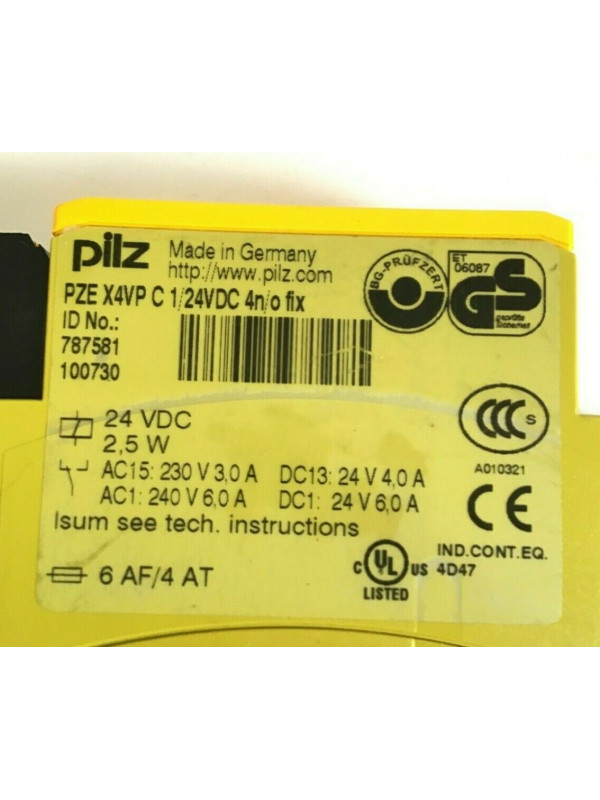 pilz
Made in Germany
http://www.pilz.com
PZE X4VP C 1/24VDC 4n/o fix
ID No.:
787581
100730
BG-PRÜFZERT
ET
06087
GS
geprüfte
Sicherheit
24 VDC
2,5 W
AC15: 230 V 3,0 A DC13: 24 V 4,0 A
AC1: 240 V 6,0 A DC1: 24 V 6,0 A
Isum see tech. instructions
6 AF/4 AT
CCC S
A010321
CE
C UL US
LISTED
IND.CONT.EQ.
4D47